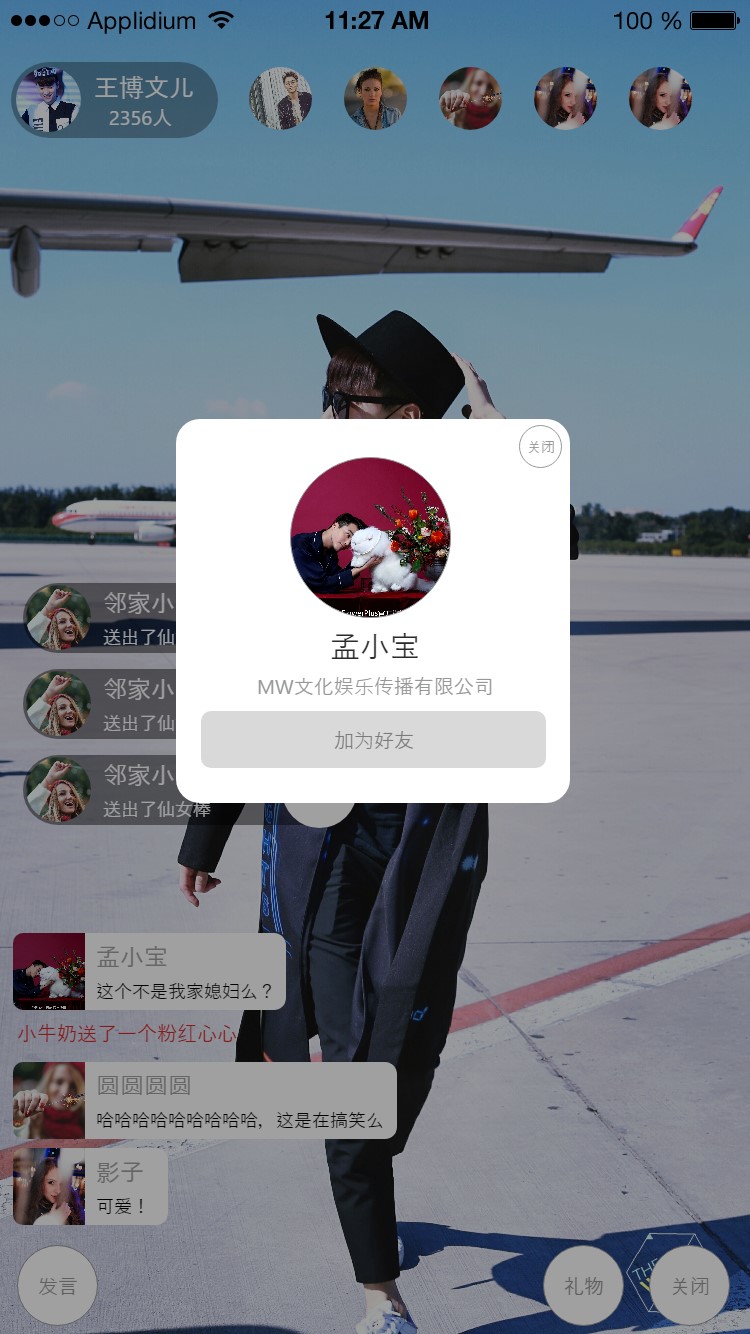 Applidium 11:27 AM 100 %
王博文儿
2356人
关闭
孟小宝
MW文化娱乐传播有限公司
加为好友
邻家小
送出了仙
邻家小
送出了仙
邻家小
送出了仙女棒
孟小宝
这个不是我家媳妇么？
小牛奶送了一个粉红心心
圆圆圆圆
哈哈哈哈哈哈哈哈哈，这是在搞笑么
影子
可爱！
发言
礼物
THE
关闭